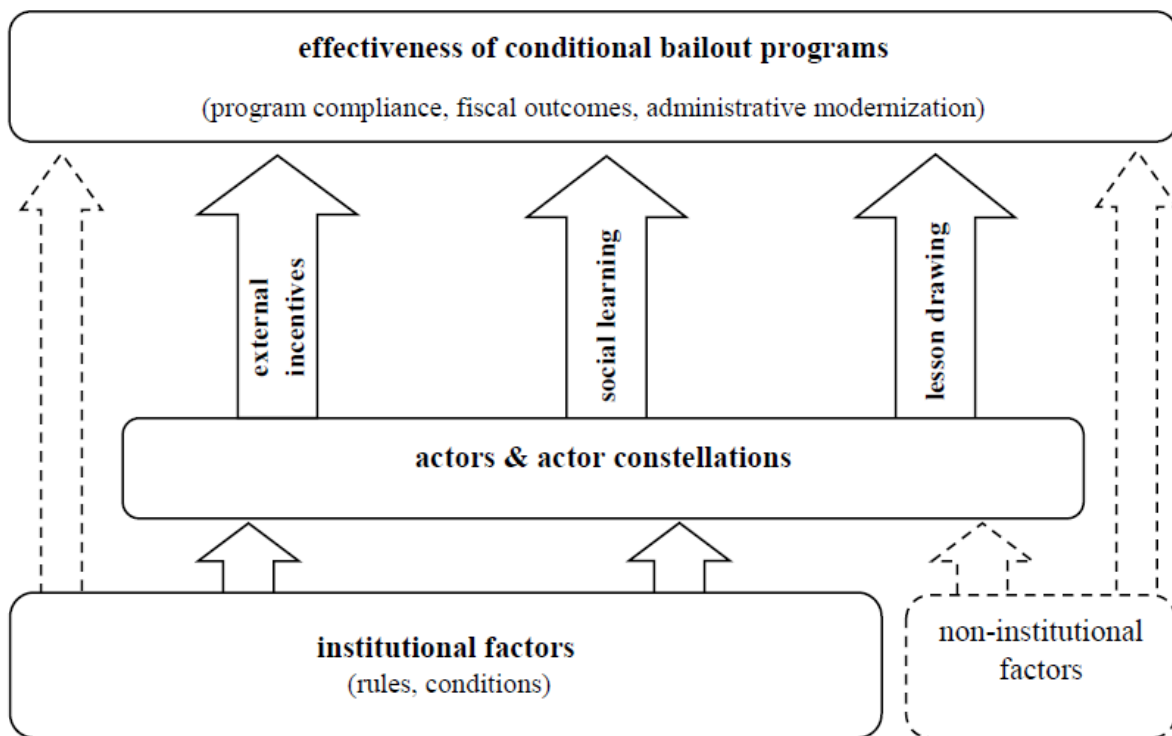 effectiveness of conditional bailout programs
(program compliance, fiscal outcomes, administrative modernization)
external
incentives
social learning
lesson drawing
actors & actor constellations
institutional factors
(rules, conditions)
non-institutional
factors